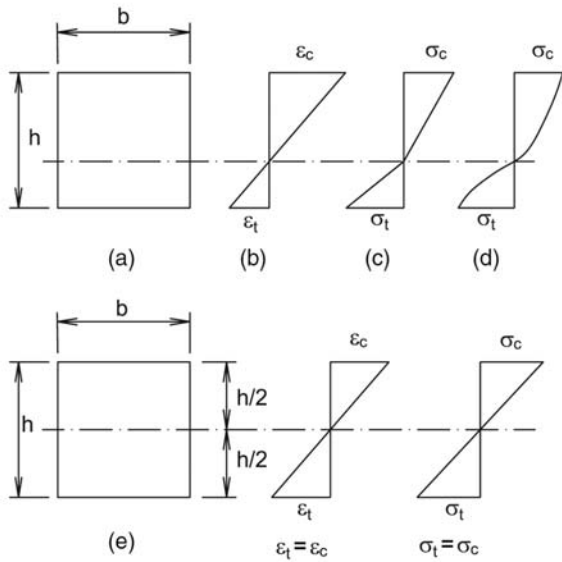 b
εc σc σc
h
εt σt σt
(a) (b) (c) (d)
b
εc σc
h/2
h
h/2
εt σt
(e) εt = εc σt = σc